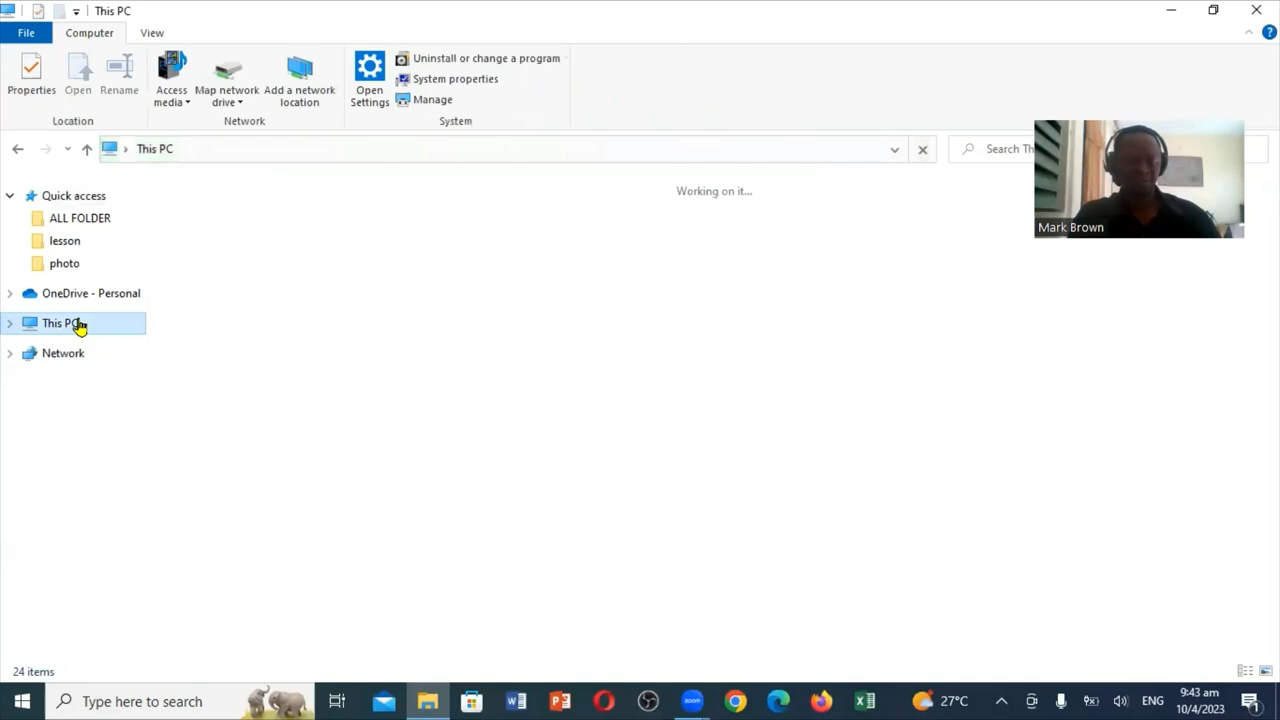 This PC
File Computer View
Properties Open Rename Access media Map network drive Add a network location Open Settings Uninstall or change a program
System properties
Manage
Location Network System
This PC Search Th
Quick access Working on it...
ALL FOLDER
lesson
photo
Mark Brown
OneDrive - Personal
This PC
Network
24 items
Type here to search 27°C ENG 9:43 am
10/4/2023